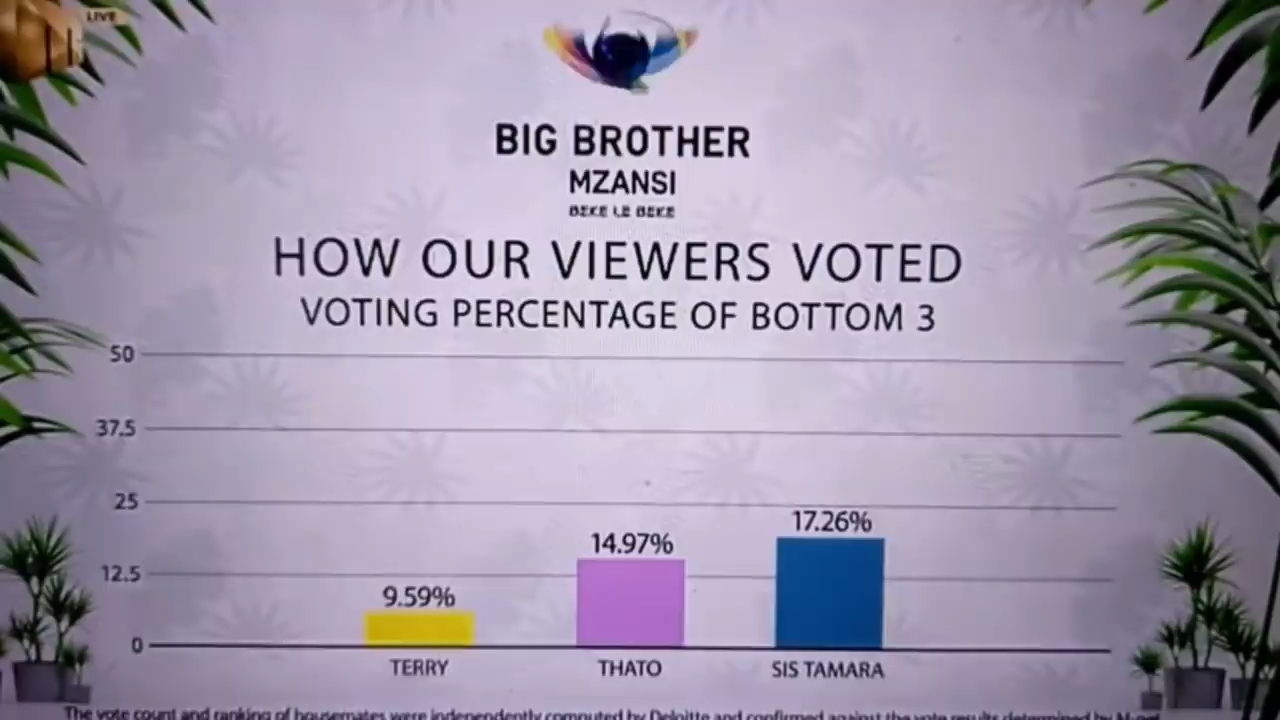 LIVE
BIG BROTHER
MZANSI
BEKE LE BEKE
HOW OUR VIEWERS VOTED
VOTING PERCENTAGE OF BOTTOM 3
50
37.5
25
12.5
0
9.59%
14.97%
17.26%
TERRY
THATO
SIS TAMARA
The vote count and ranking of housemates were independently computed by Deloitte and confirmed against the vote results determined by